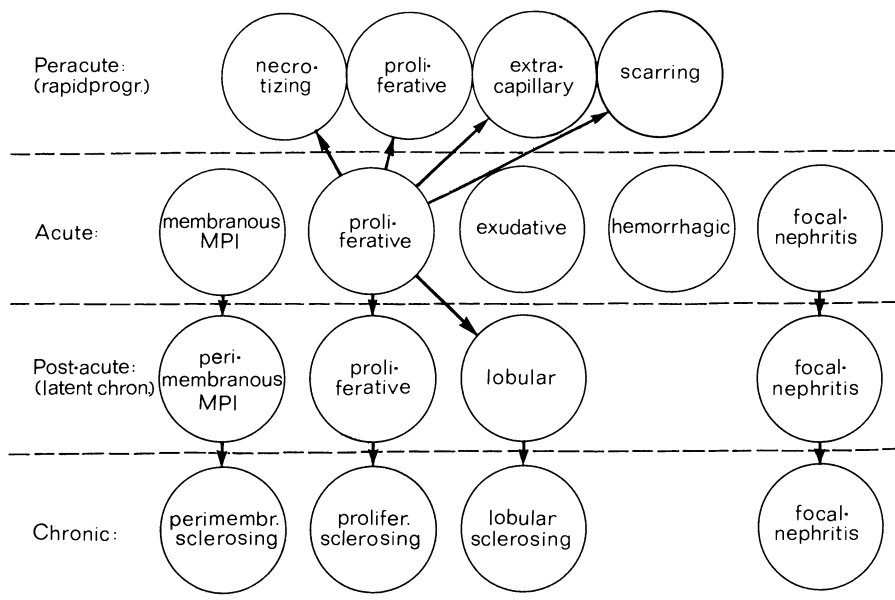 Peracute:
(rapidprogr.)
necro-
tizing
proli-
ferative
extra-
capillary
scarring
Acute:
membranous
MPI
proli-
ferative
exudative
hemorrhagic
focal-
nephritis
Post-acute:
(latent chron.)
peri-
membranous
MPI
proli-
ferative
lobular
focal-
nephritis
Chronic:
perimembr.
sclerosing
prolifer.
sclerosing
lobular
sclerosing
focal-
nephritis